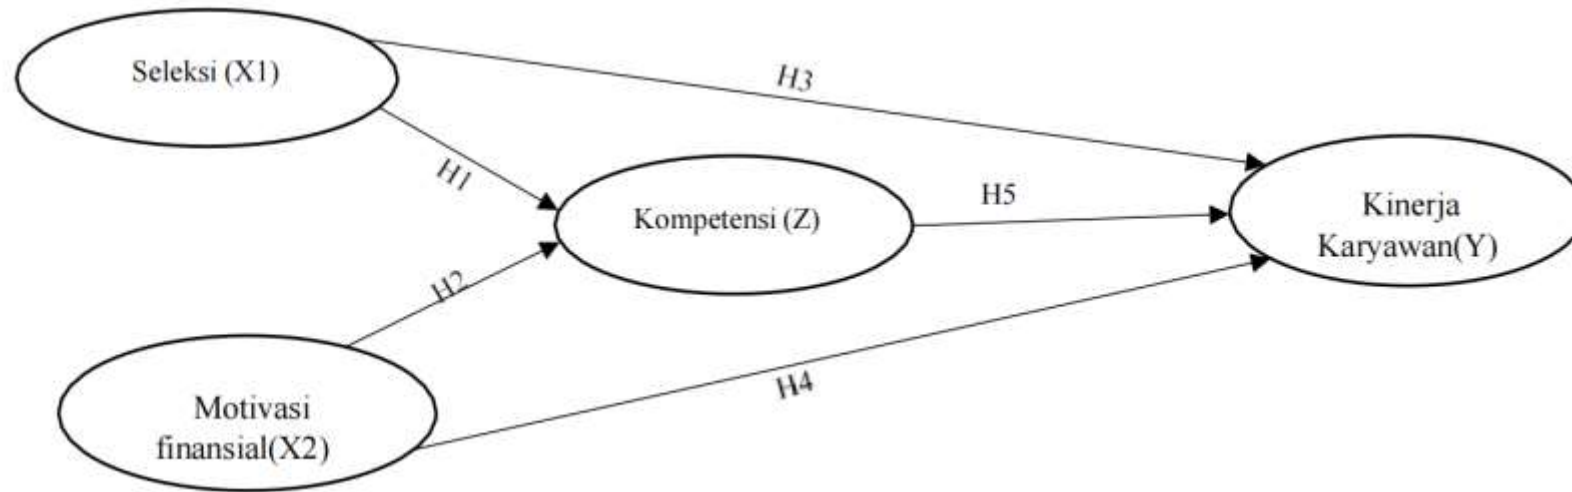 Seleksi (X1)
H3
H1
Kompetensi (Z)
H5
Kinerja
Karyawan(Y)
H2
H4
Motivasi
finansial(X2)